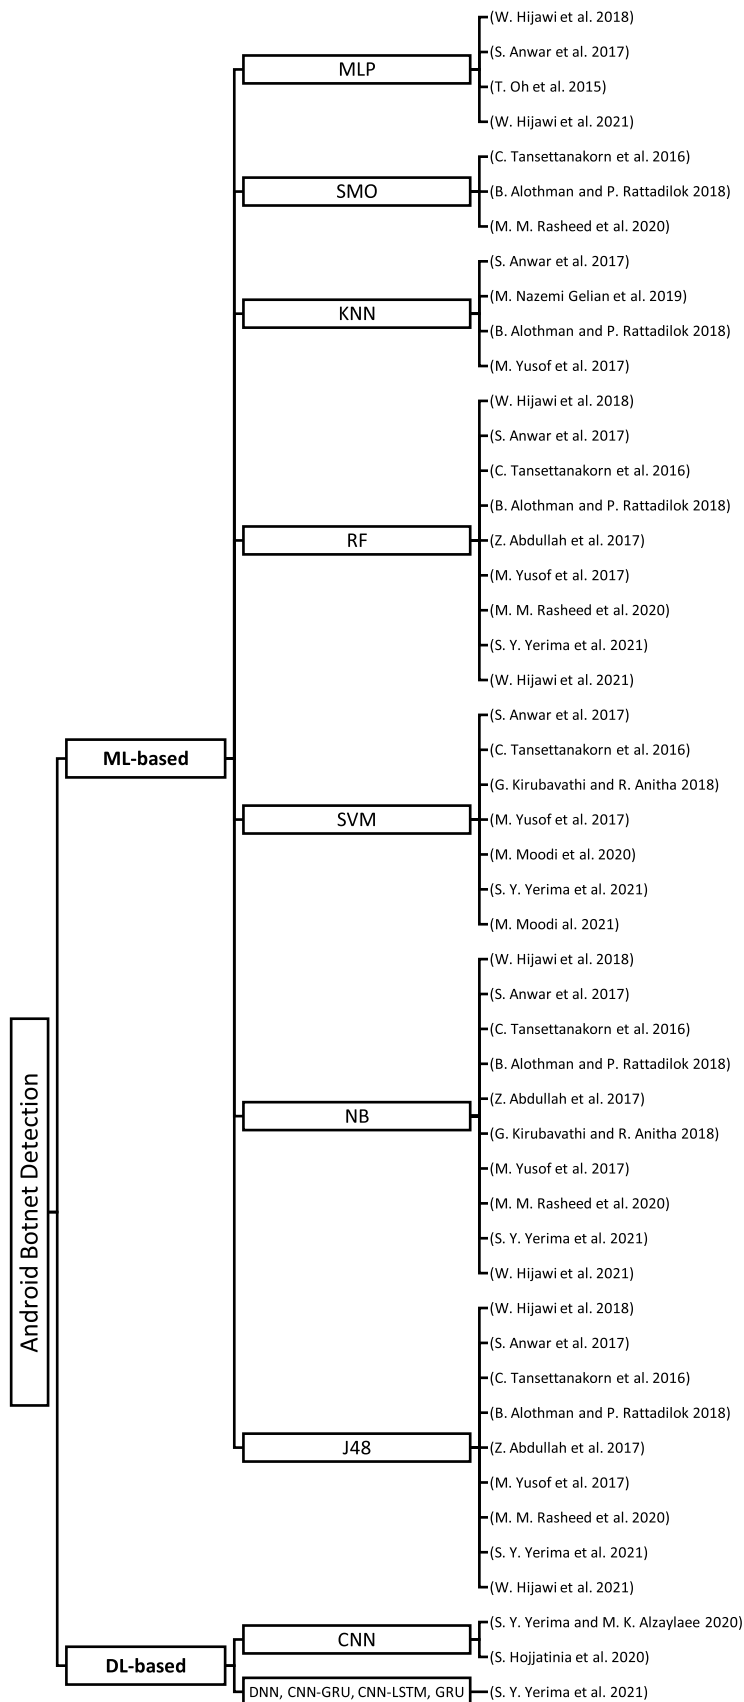 Android Botnet Detection
ML-based
MLP
(W. Hijawi et al. 2018)
(S. Anwar et al. 2017)
(T. Oh et al. 2015)
(W. Hijawi et al. 2021)
SMO
(C. Tansettanakorn et al. 2016)
(B. Alothman and P. Rattadilok 2018)
(M. M. Rasheed et al. 2020)
KNN
(S. Anwar et al. 2017)
(M. Nazemi Gelian et al. 2019)
(B. Alothman and P. Rattadilok 2018)
(M. Yusof et al. 2017)
RF
(W. Hijawi et al. 2018)
(S. Anwar et al. 2017)
(C. Tansettanakorn et al. 2016)
(B. Alothman and P. Rattadilok 2018)
(Z. Abdullah et al. 2017)
(M. Yusof et al. 2017)
(M. M. Rasheed et al. 2020)
(S. Y. Yerima et al. 2021)
(W. Hijawi et al. 2021)
SVM
(S. Anwar et al. 2017)
(C. Tansettanakorn et al. 2016)
(G. Kirubavathi and R. Anitha 2018)
(M. Yusof et al. 2017)
(M. Moodi et al. 2020)
(S. Y. Yerima et al. 2021)
(M. Moodi al. 2021)
NB
(W. Hijawi et al. 2018)
(S. Anwar et al. 2017)
(C. Tansettanakorn et al. 2016)
(B. Alothman and P. Rattadilok 2018)
(Z. Abdullah et al. 2017)
(G. Kirubavathi and R. Anitha 2018)
(M. Yusof et al. 2017)
(M. M. Rasheed et al. 2020)
(S. Y. Yerima et al. 2021)
(W. Hijawi et al. 2021)
J48
(W. Hijawi et al. 2018)
(S. Anwar et al. 2017)
(C. Tansettanakorn et al. 2016)
(B. Alothman and P. Rattadilok 2018)
(Z. Abdullah et al. 2017)
(M. Yusof et al. 2017)
(M. M. Rasheed et al. 2020)
(S. Y. Yerima et al. 2021)
(W. Hijawi et al. 2021)
DL-based
CNN
(S. Y. Yerima and M. K. Alzaylaee 2020)
(S. Hojjatinia et al. 2020)
DNN, CNN-GRU, CNN-LSTM, GRU
(S. Y. Yerima et al. 2021)